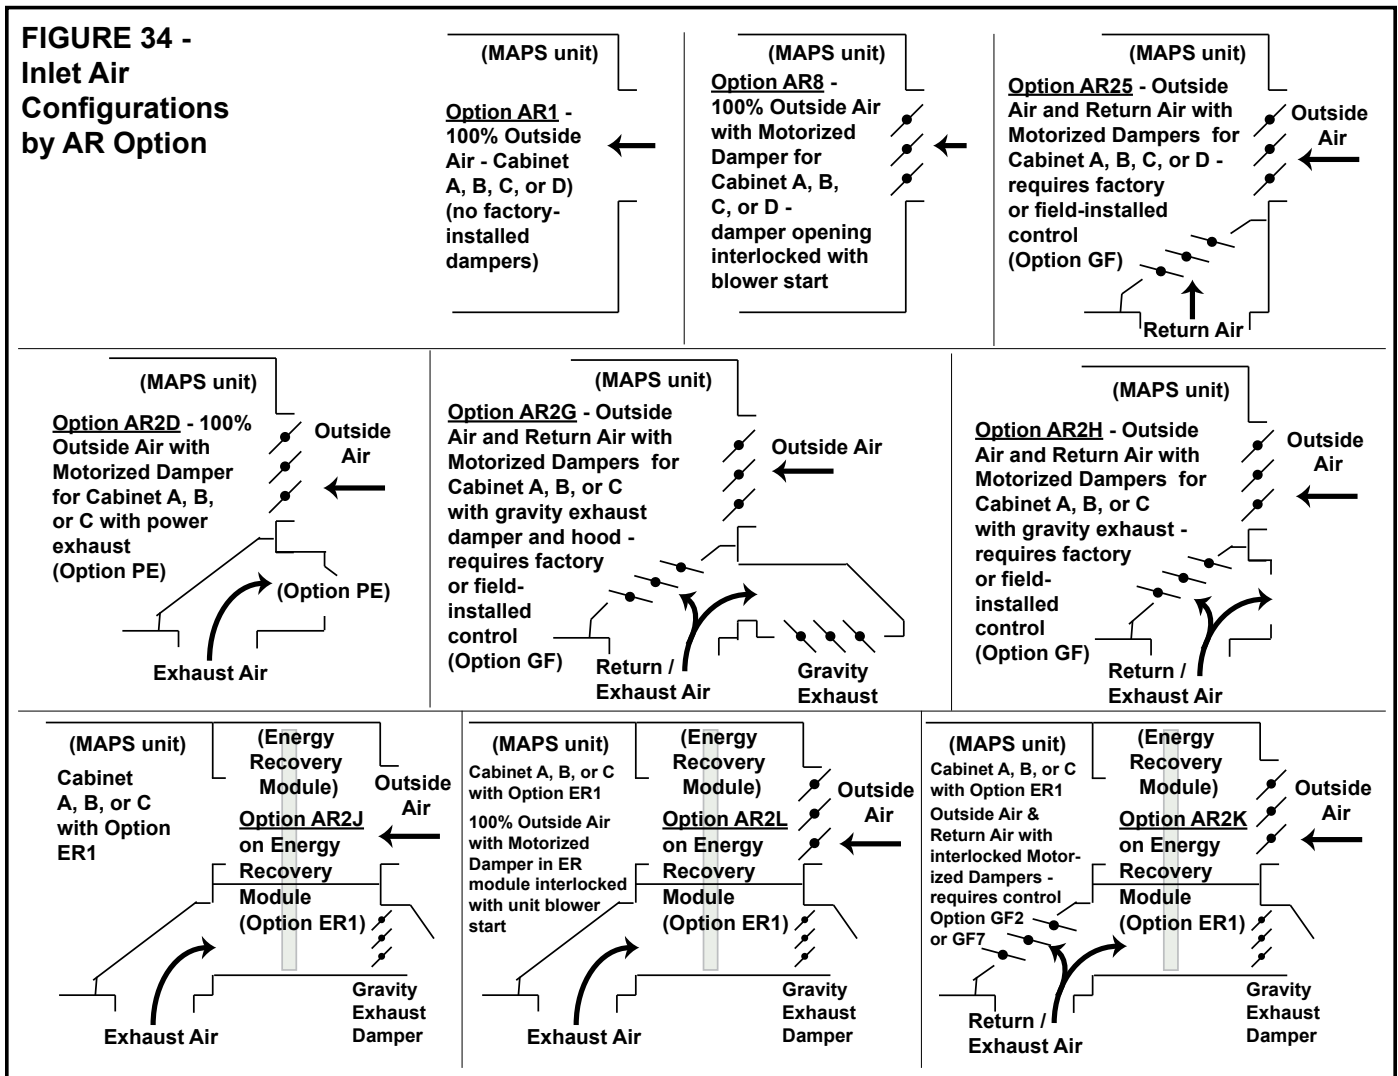 FIGURE 34 -
Inlet Air
Configurations
by AR Option
(MAPS unit)
Option AR1 -
100% Outside
Air - Cabinet
A, B, C, or D)
(no factory-
installed
dampers)
(MAPS unit)
Option AR8 -
100% Outside Air
with Motorized
Damper for
Cabinet A, B,
C, or D -
damper opening
interlocked with
blower start
(MAPS unit)
Option AR25 - Outside
Air and Return Air with
Motorized Dampers for
Cabinet A, B, C, or D -
requires factory
or field-installed
control
(Option GF)
Outside
Air
Return Air
(MAPS unit)
Option AR2D - 100%
Outside Air with
Motorized Damper
for Cabinet A, B,
or C with power
exhaust
(Option PE)
Outside
Air
(Option PE)
Exhaust Air
(MAPS unit)
Option AR2G - Outside
Air and Return Air with
Motorized Dampers for
Cabinet A, B, or C
with gravity exhaust
damper and hood -
requires factory
or field-
installed
control
(Option GF)
Outside Air
Return /
Exhaust Air
Gravity
Exhaust
(MAPS unit)
Option AR2H - Outside
Air and Return Air with
Motorized Dampers for
Cabinet A, B, or C
with gravity exhaust -
requires factory
or field-
installed
control
(Option GF)
Outside
Air
Return /
Exhaust Air
(MAPS unit)
Cabinet
A, B, or C
with Option
ER1
(Energy
Recovery
Module)
Option AR2J
on Energy
Recovery
Module
(Option ER1)
Outside
Air
Exhaust Air
Gravity
Exhaust
Damper
(MAPS unit)
Cabinet A, B, or C
with Option ER1
100% Outside Air
with Motorized
Damper in ER
module interlocked
with unit blower
start
(Energy
Recovery
Module)
Option AR2L
on Energy
Recovery
Module
(Option ER1)
Outside
Air
Exhaust Air
Gravity
Exhaust
Damper
(MAPS unit)
Cabinet A, B, or C
with Option ER1
Outside Air &
Return Air with
interlocked Motor-
ized Dampers -
requires control
Option GF2
or GF7
(Energy
Recovery
Module)
Option AR2K
on Energy
Recovery
Module
(Option ER1)
Outside
Air
Return /
Exhaust Air
Gravity
Exhaust
Damper